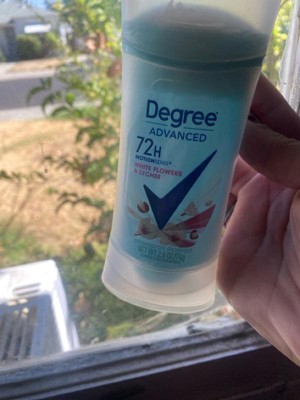 Degree
ADVANCED
72H
MOTIONSENSE®
WHITE FLOWERS
& LYCHEE